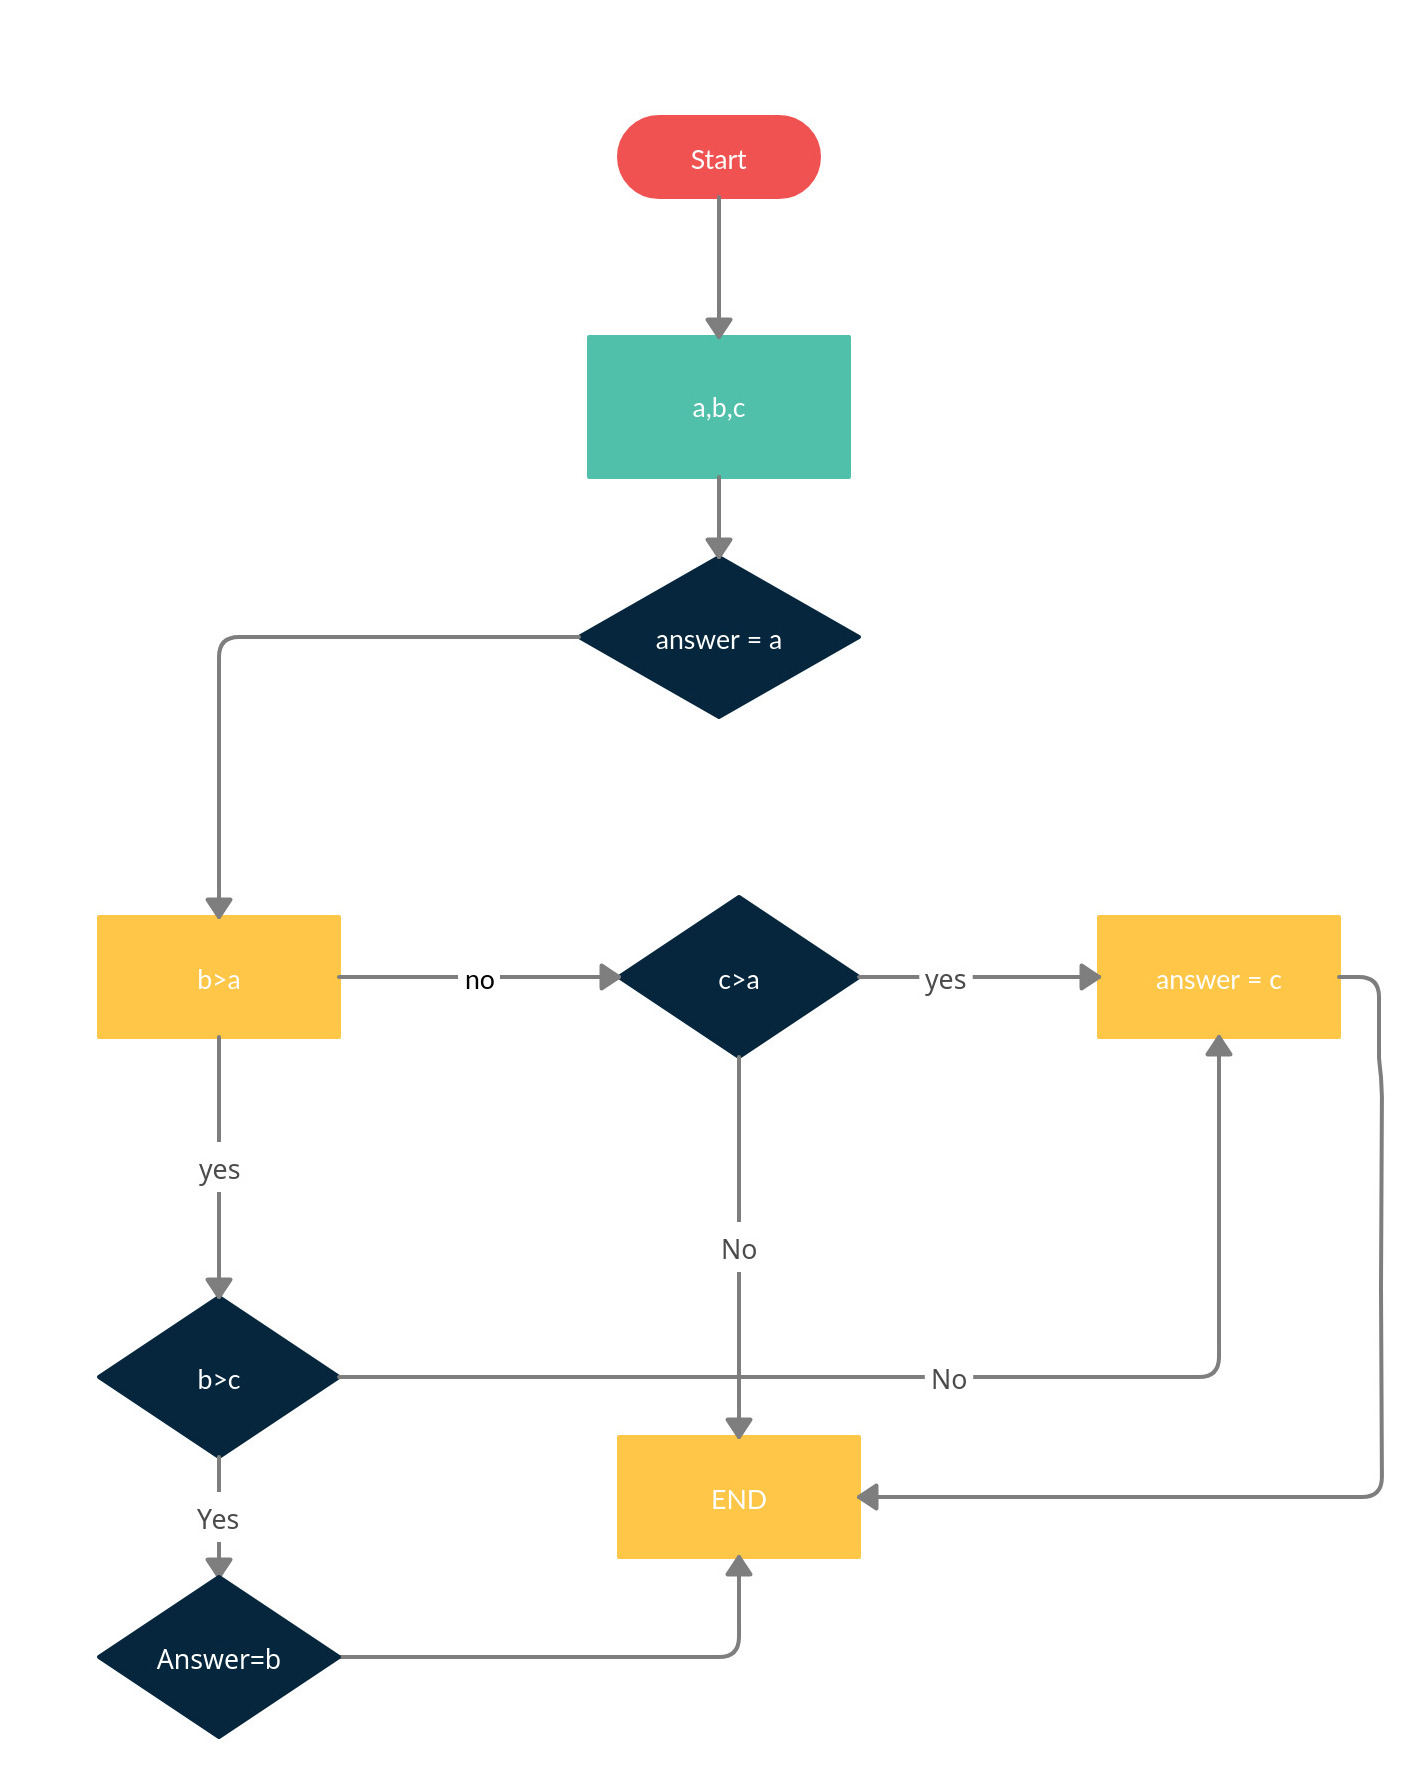 Start
a,b,c
answer = a
b>a
no
c>a
yes
answer = c
yes
No
b>c
No
Yes
END
Answer=b